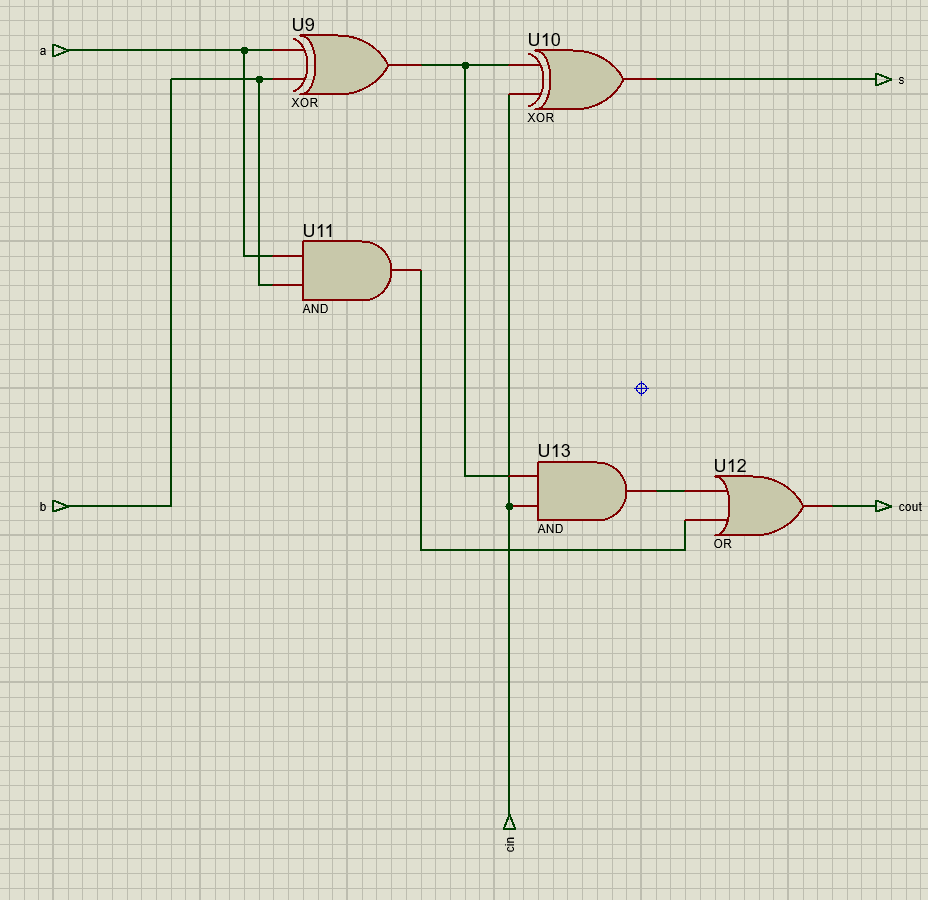 U9
a
XOR
U10
s
XOR
U11
AND
U13
AND
U12
OR
b
cout
cin